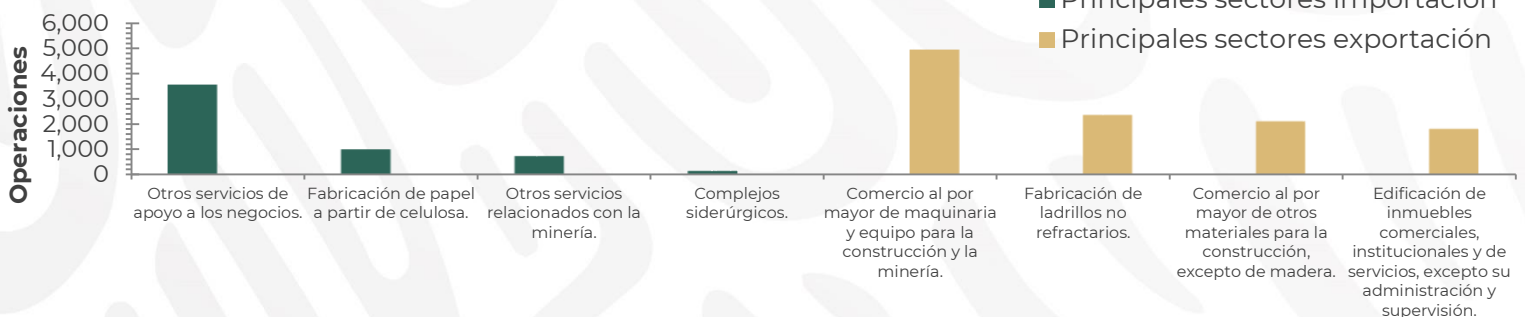 Principales sectores importación
Principales sectores exportación
Operaciones
6,000
5,000
4,000
3,000
2,000
1,000
0
Otros servicios de
apoyo a los negocios.
Fabricación de papel
a partir de celulosa.
Otros servicios
relacionados con la
minería.
Complejos
siderúrgicos.
Comercio al por
mayor de maquinaria
y equipo para la
construcción y la
minería.
Fabricación de
ladrillos no
refractarios.
Comercio al por
mayor de otros
materiales para la
construcción,
excepto de madera.
Edificación de
inmuebles
comerciales,
institucionales y de
servicios, excepto su
administración y
supervisión.